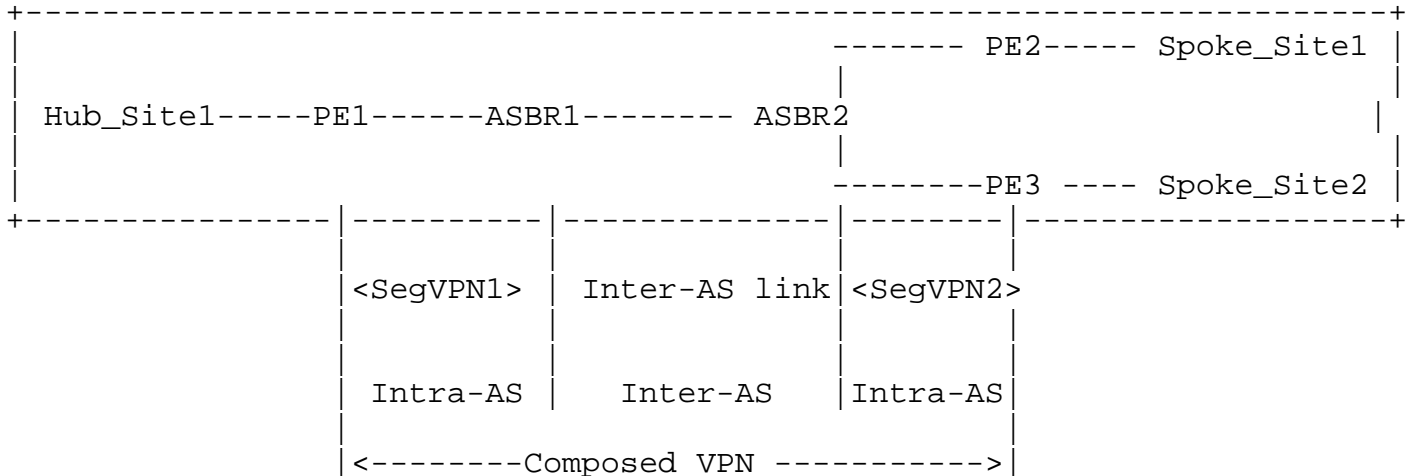 ------- PE2----- Spoke_Site1
Hub_Site1-----PE1------ASBR1-------- ASBR2
--------PE3 ---- Spoke_Site2
<SegVPN1> | Inter-AS link|<SegVPN2>
Intra-AS | Inter-AS |Intra-AS|
|<--------Composed VPN ----------->|